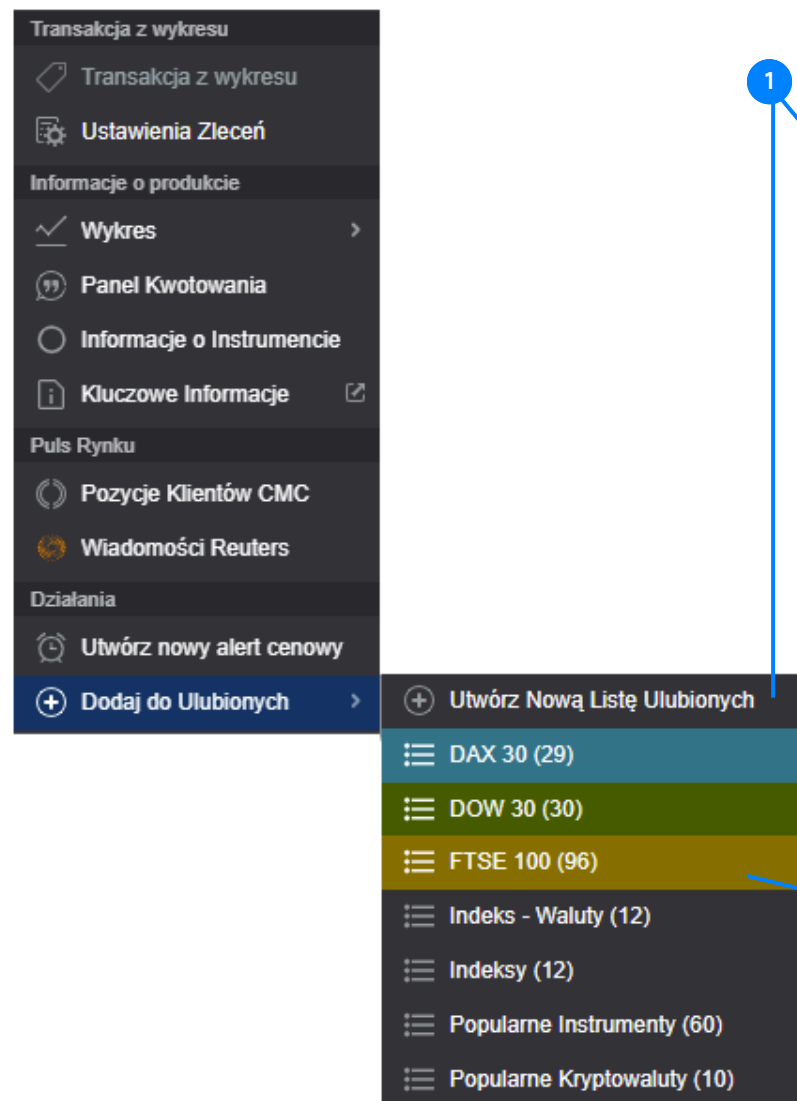 Transakcja z wykresu
Transakcja z wykresu
Ustawienia Zleceń
Informacje o produkcie
Wykres
Panel Kwotowania
Informacje o Instrumencie
Kluczowe Informacje
Puls Rynku
Pozycje Klientów CMC
Wiadomości Reuters
Działania
Utwórz nowy alert cenowy
Dodaj do Ulubionych
1
Utwórz Nową Listę Ulubionych
DAX 30 (29)
DOW 30 (30)
FTSE 100 (96)
Indeks - Waluty (12)
Indeksy (12)
Popularne Instrumenty (60)
Popularne Kryptowaluty (10)